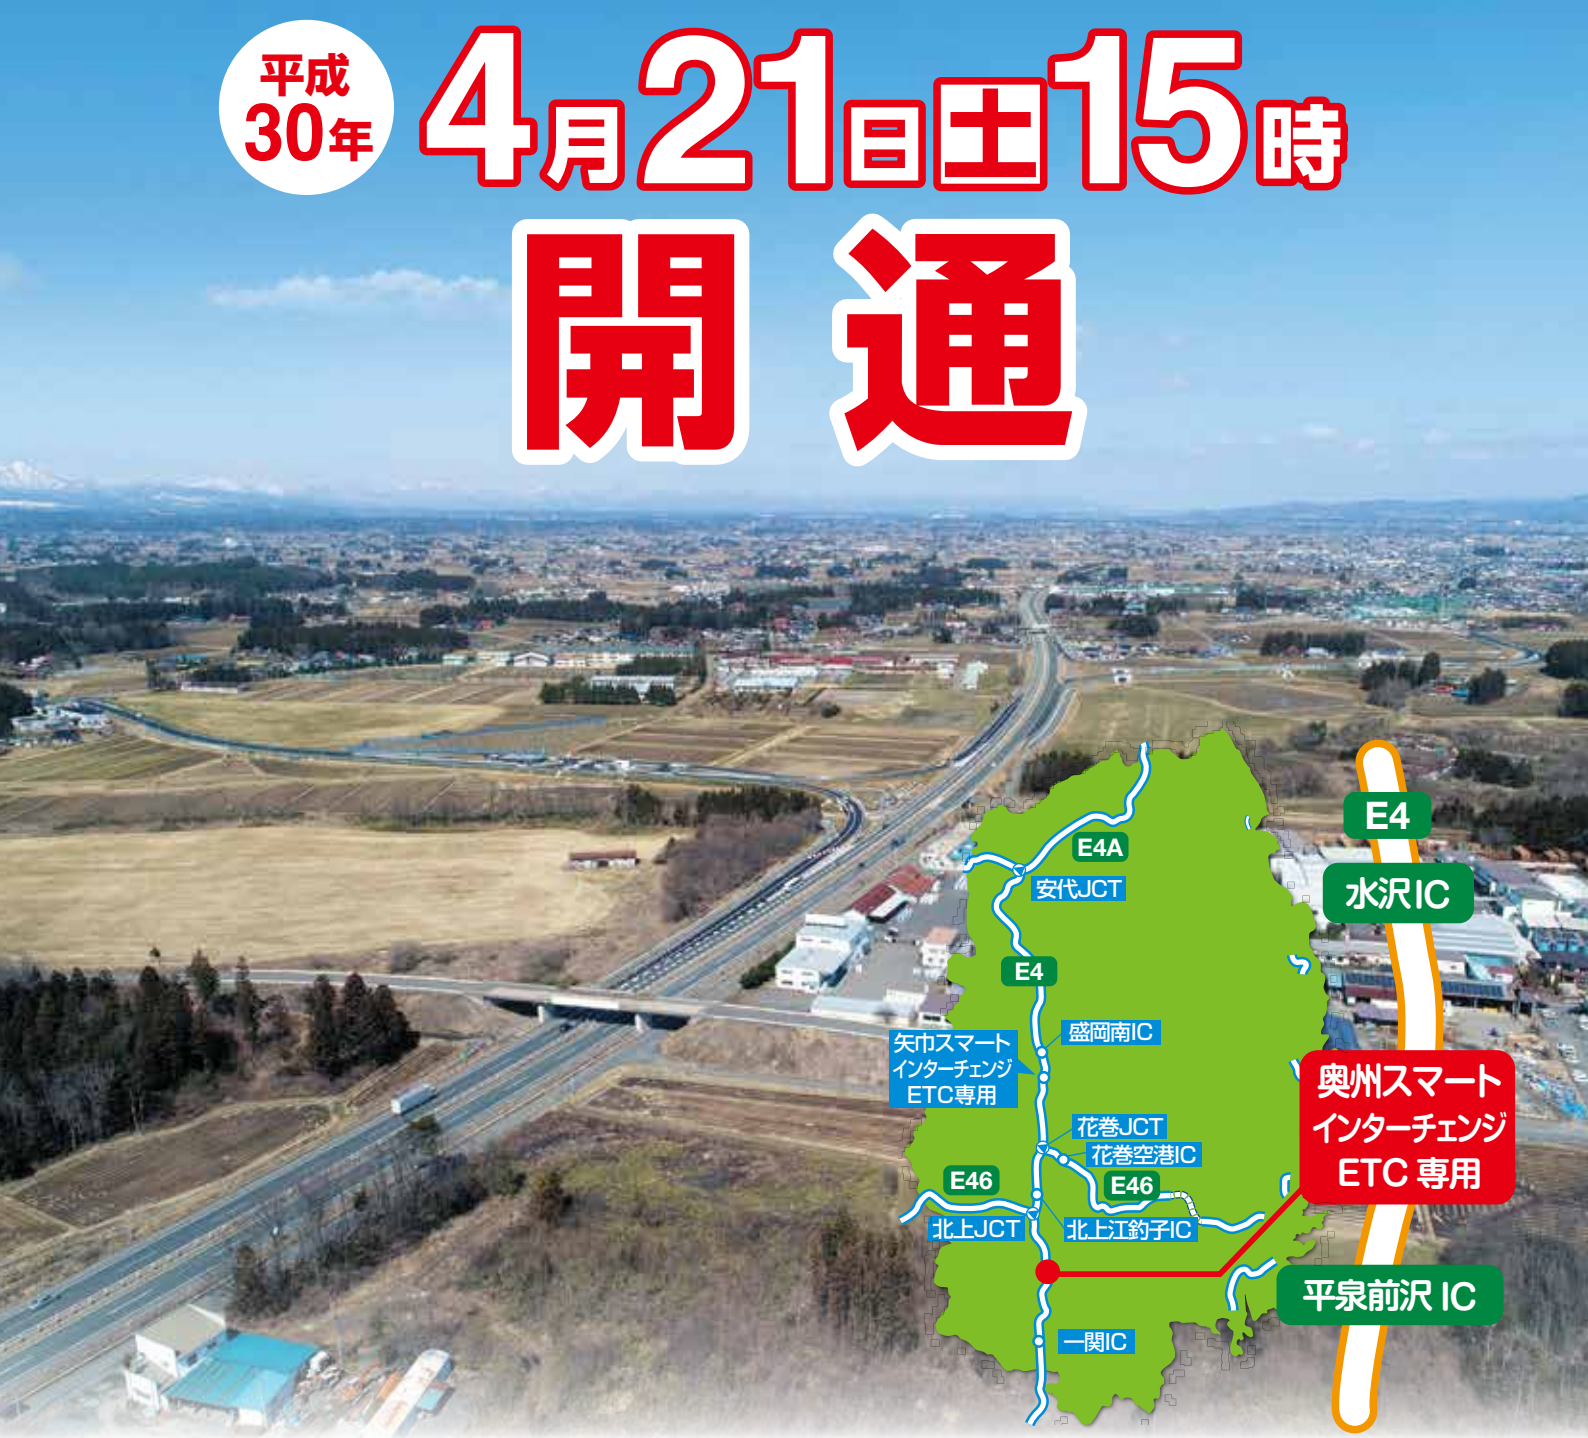 平成
30年
4月21日土15時
開通
E4A
安代JCT
E4
盛岡南IC
矢巾スマート
インターチェンジ
ETC専用
花巻JCT
花巻空港IC
E46
E46
北上JCT
北上江釣子IC
一関IC
E4
水沢IC
奥州スマート
インターチェンジ
ETC専用
平泉前沢IC